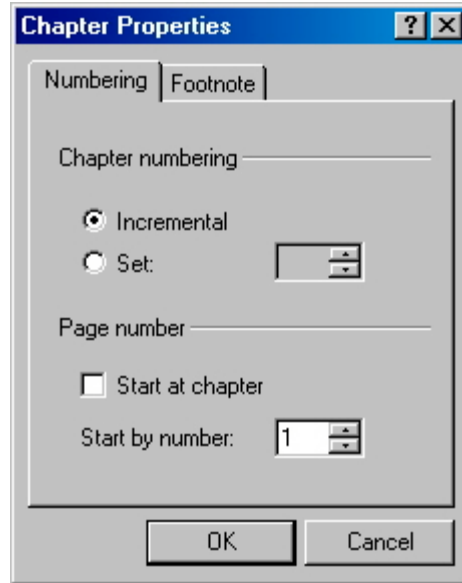 Chapter Properties
Numbering Footnote
Chapter numbering
Incremental
Set:
Page number
Start at chapter
Start by number: 1
OK Cancel